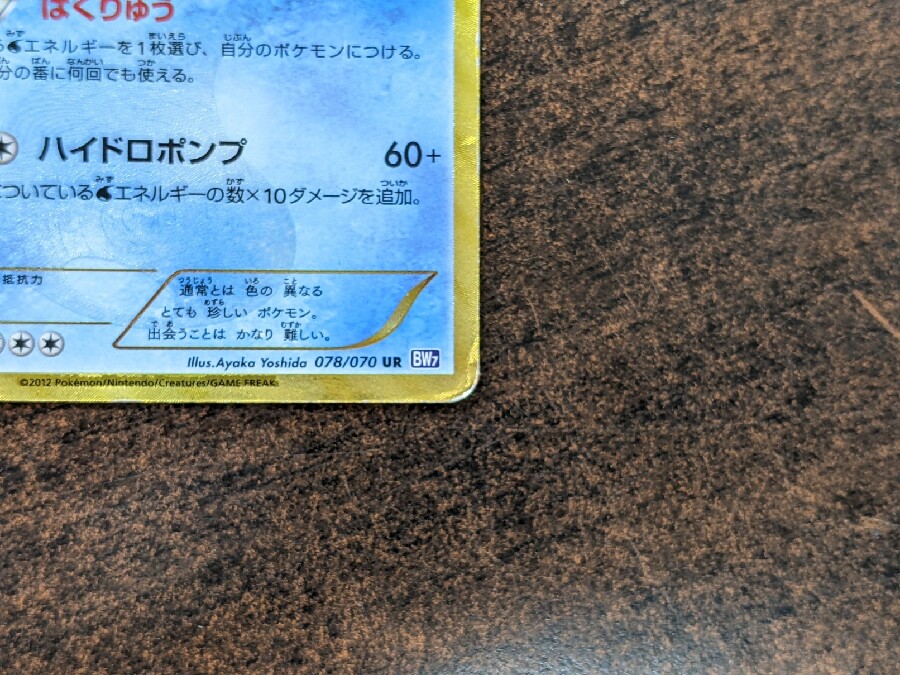 ばくりゅう
エネルギーを1枚選び、自分のポケモンにつける。
分の番に何回でも使える。
ハイドロポンプ 60+
についている エネルギーの数×10ダメージを追加。
抵抗力
通常とは 色の 異なる
とても 珍しい ポケモン。
出会うことは かなり 難しい。
Illus.Ayaka Yoshida 078/070 UR BW7
©2012 Pokémon/Nintendo/Creatures/GAME FREAK.